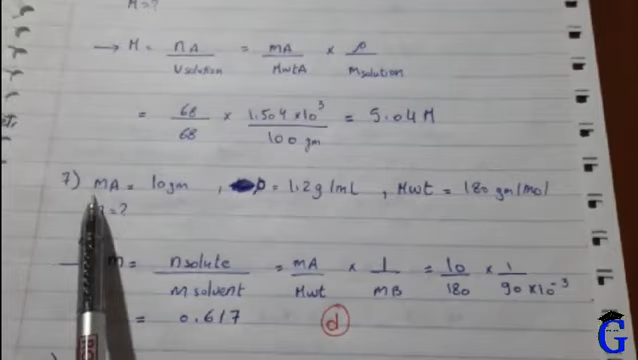 M = ?
→ M = nA / Vsolution = mA / MwtA × ρ / msolution
= 68 / 68 × 1.504 × 10³ / 100 gm = 5.04 M
7) mA = 10gm , ρ = 1.2g/mL , Mwt = 180 gm/mol
= ?
m = nsolute / msolvent = mA / Mwt × 1 / MB = 10 / 180 × 1 / 90 × 10⁻³
= 0.617 d
G